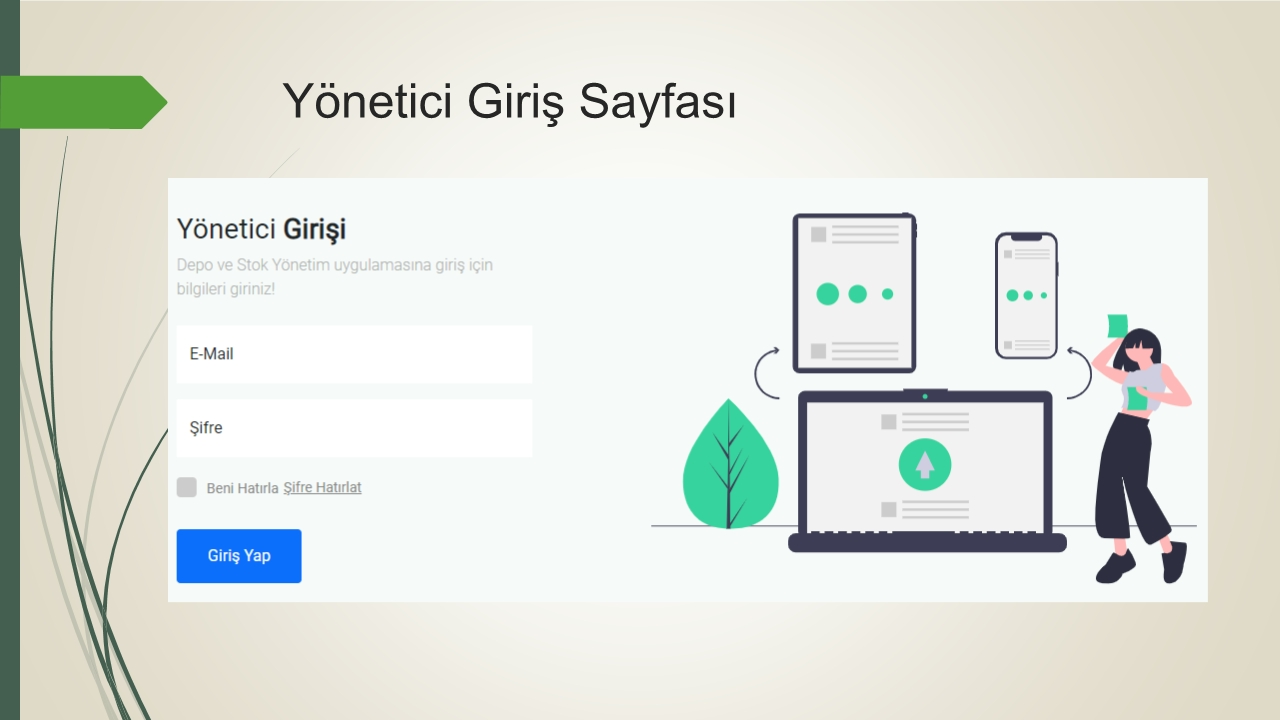 Yönetici Giriş Sayfası
Yönetici Girişi
Depo ve Stok Yönetim uygulamasına giriş için
bilgileri giriniz!
E-Mail
Şifre
Beni Hatırla Şifre Hatırlat
Giriş Yap